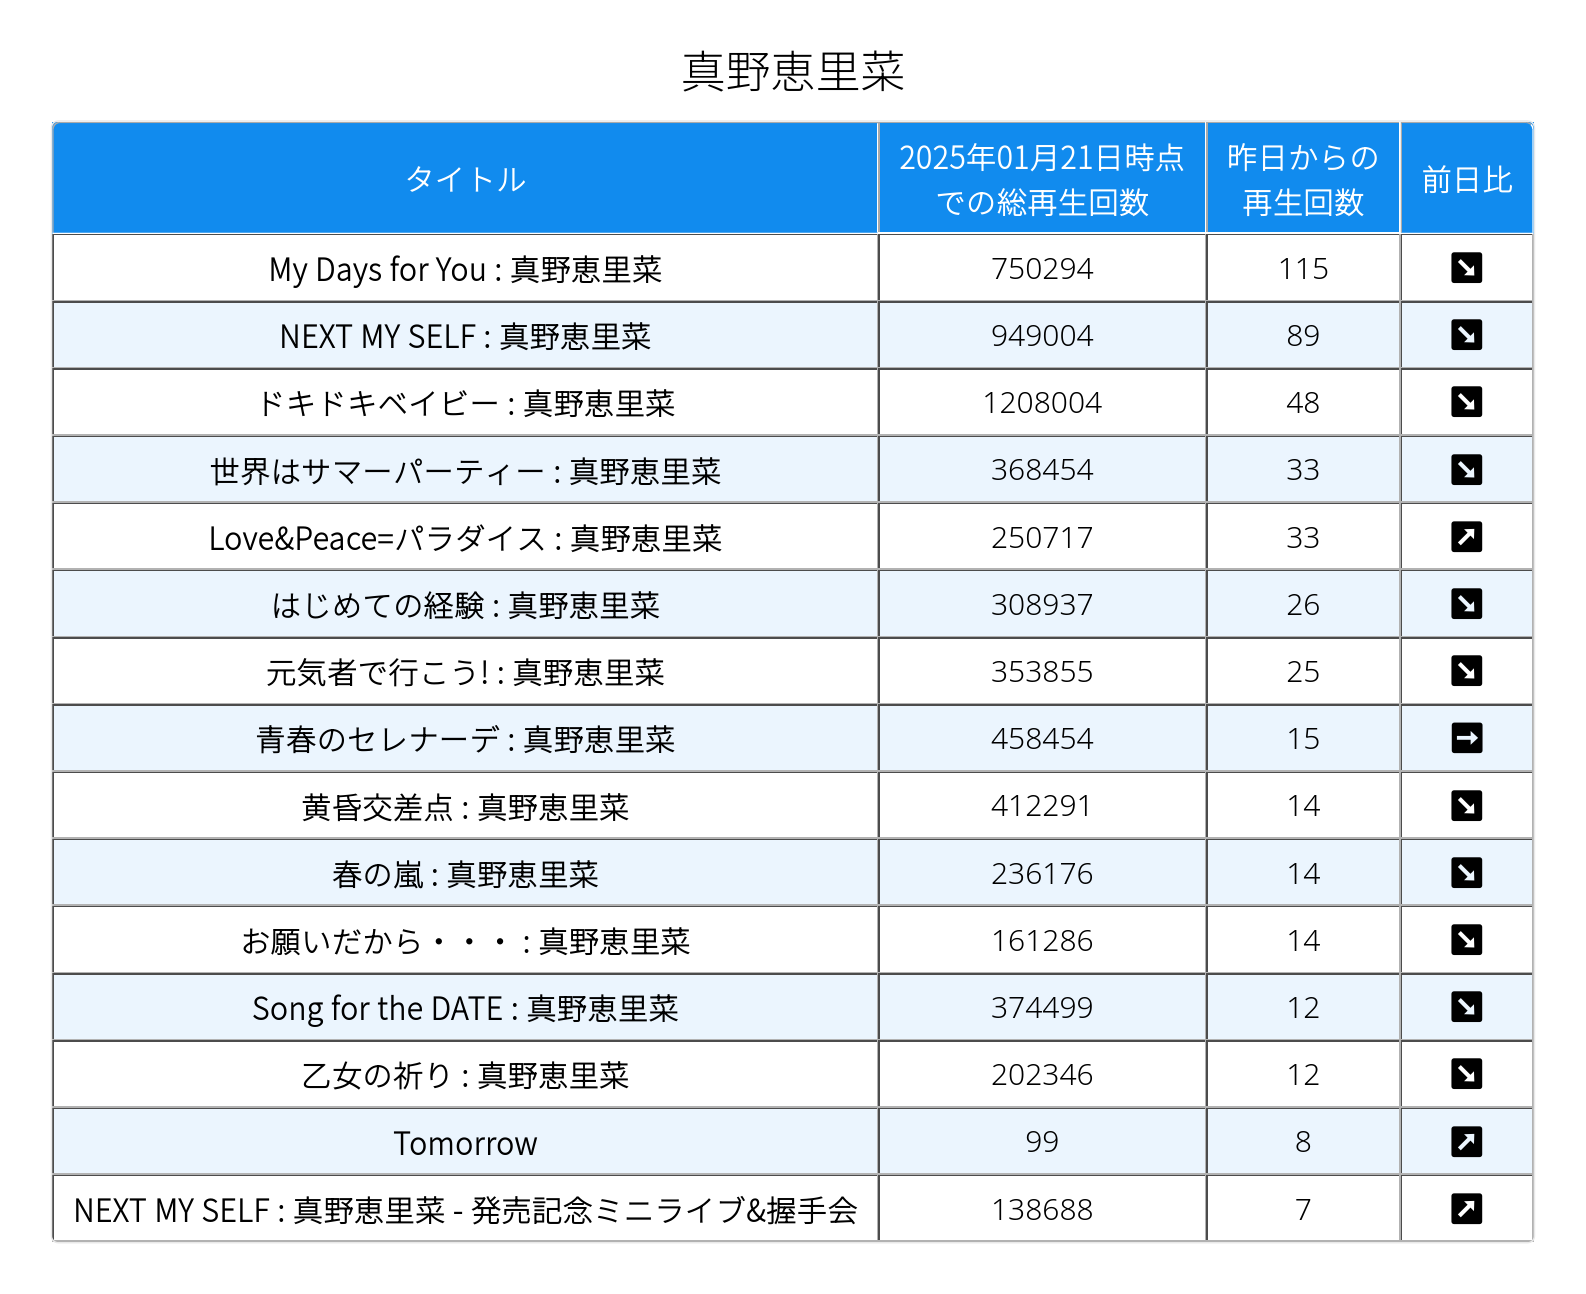 真野恵里菜
タイトル 2025年01月21日時点での総再生回数 昨日からの再生回数 前日比
My Days for You : 真野恵里菜 750294 115 ↘
NEXT MY SELF : 真野恵里菜 949004 89 ↘
ドキドキベイビー : 真野恵里菜 1208004 48 ↘
世界はサマーパーティー : 真野恵里菜 368454 33 ↘
Love&Peace=パラダイス : 真野恵里菜 250717 33 ↗
はじめての経験 : 真野恵里菜 308937 26 ↘
元気者で行こう! : 真野恵里菜 353855 25 ↘
青春のセレナーデ : 真野恵里菜 458454 15 →
黄昏交差点 : 真野恵里菜 412291 14 ↘
春の嵐 : 真野恵里菜 236176 14 ↘
お願いだから・・・ : 真野恵里菜 161286 14 ↘
Song for the DATE : 真野恵里菜 374499 12 ↘
乙女の祈り : 真野恵里菜 202346 12 ↘
Tomorrow 99 8 ↗
NEXT MY SELF : 真野恵里菜 - 発売記念ミニライブ&握手会 138688 7 ↗